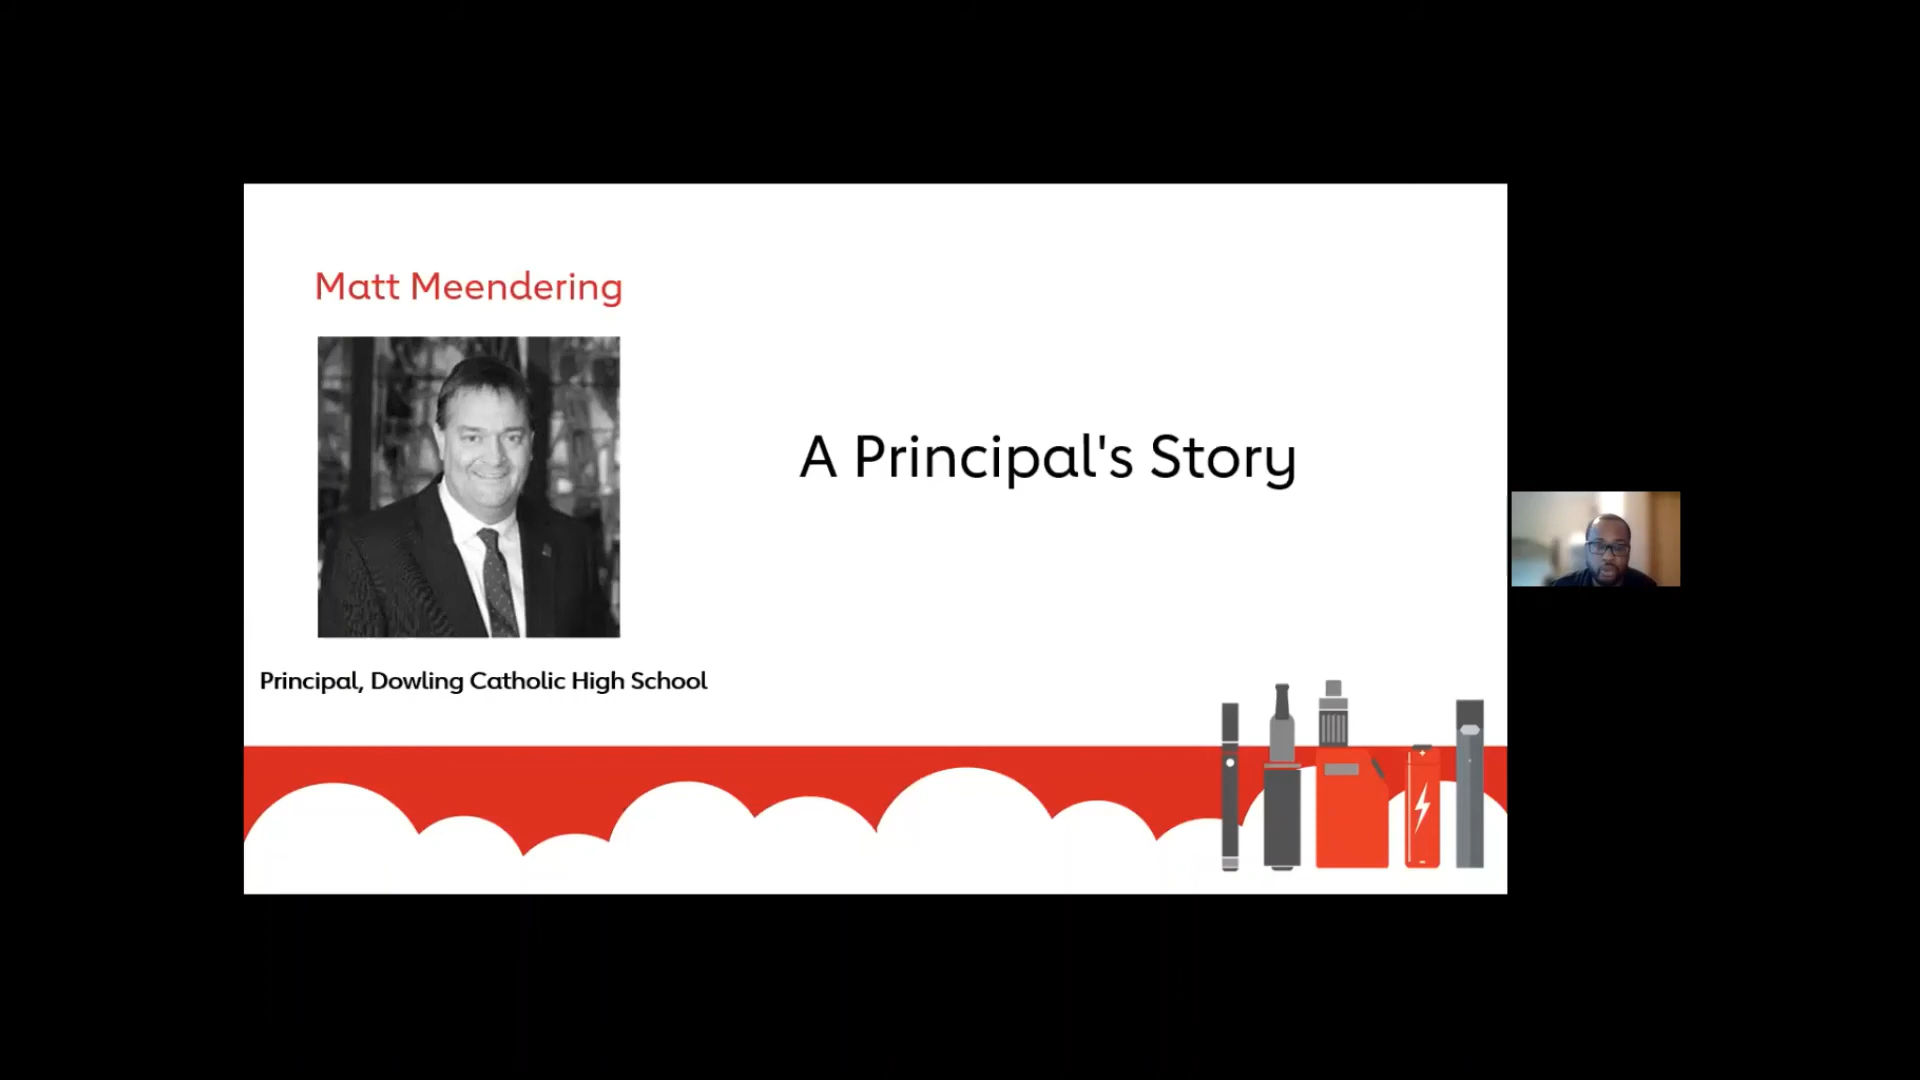 Matt Meendering
A Principal's Story
Principal, Dowling Catholic High School